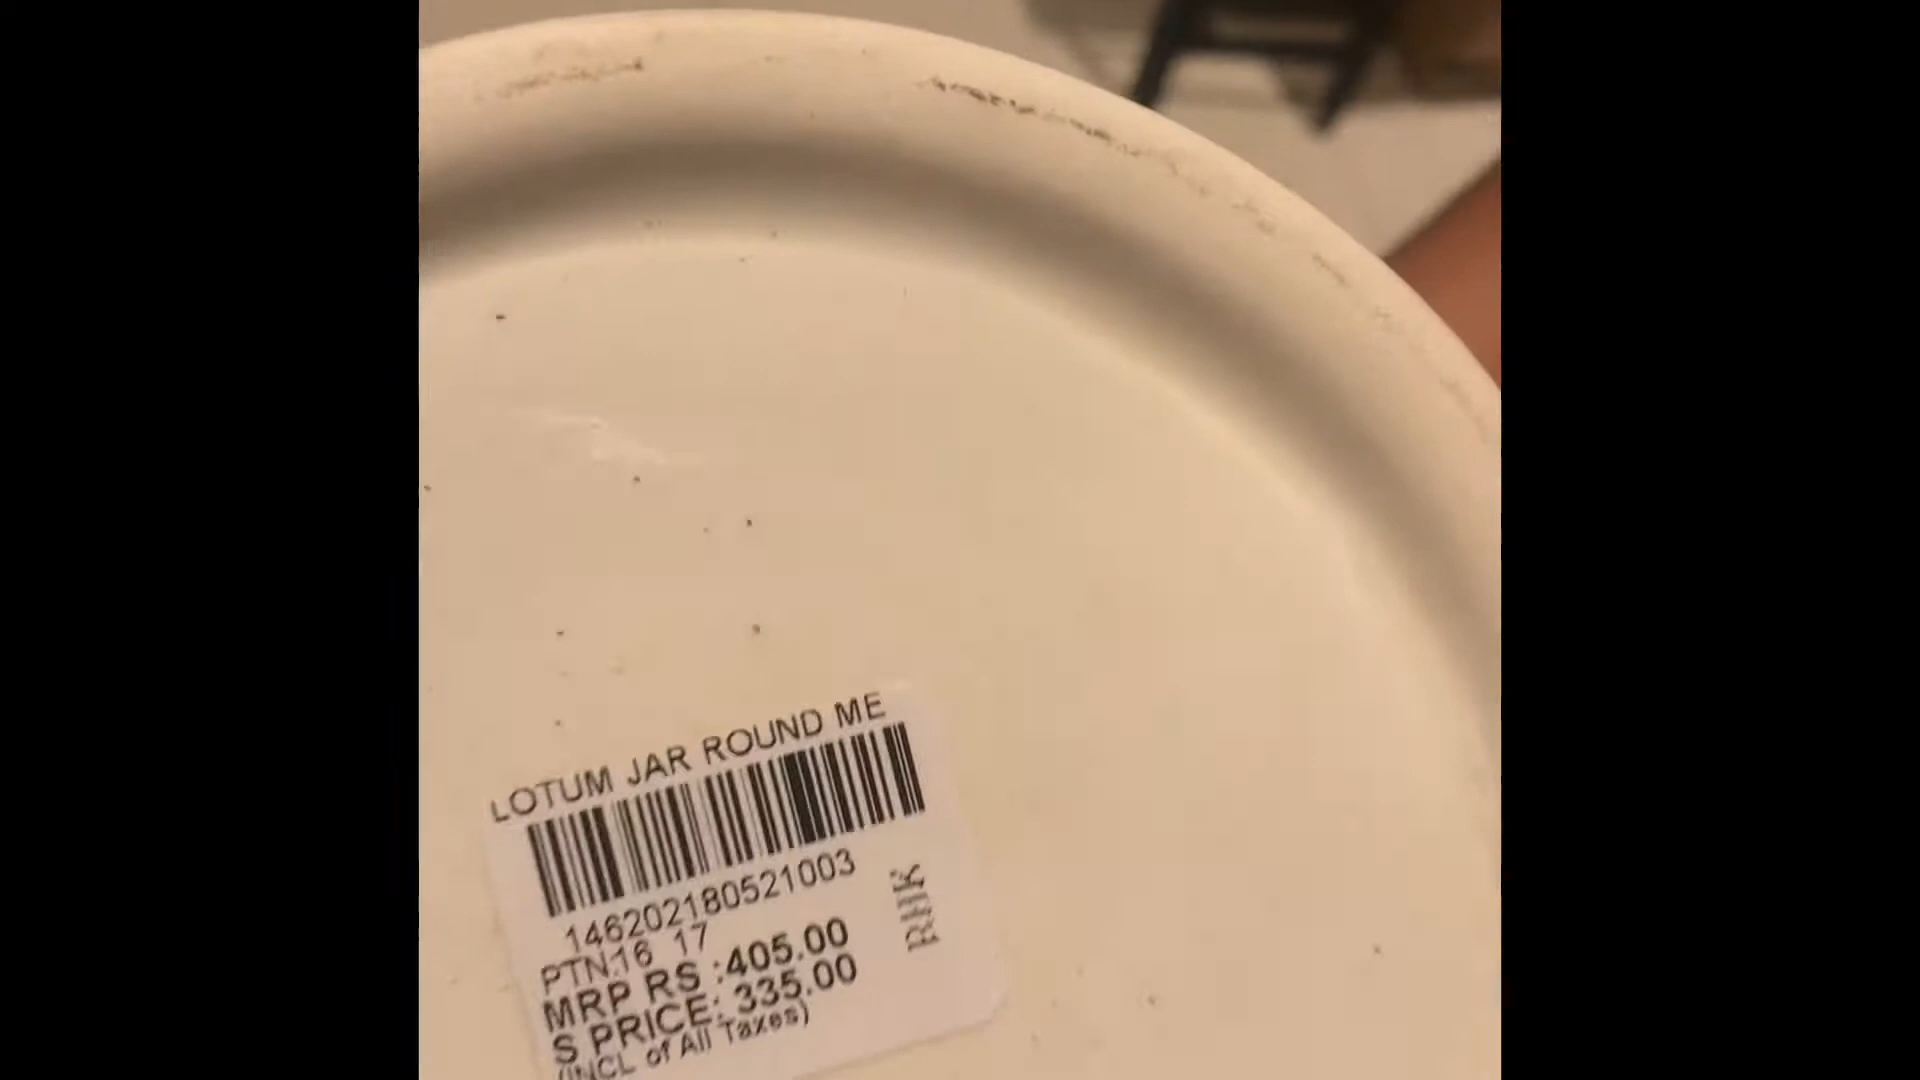 LOTUM JAR ROUND ME
146202180521003
PTN:16 17
MRP RS :405.00
S PRICE: 335.00
(INCL of All Taxes)